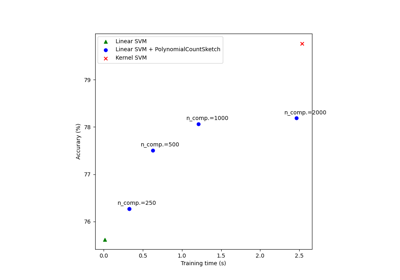 Linear SVM
Linear SVM + PolynomialCountSketch
Kernel SVM
79
n_comp.=2000
n_comp.=1000
78
n_comp.=500
77
n_comp.=250
76
Accurary (%)
0.0 0.5 1.0 1.5 2.0 2.5
Training time (s)